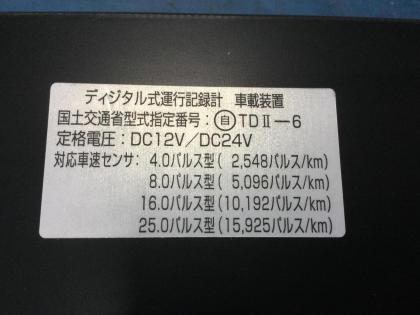 ディジタル式運行記録計 車載装置
国土交通省型式指定番号：㊐TDⅡ－6
定格電圧：DC12V／DC24V
対応車速センサ：4.0パルス型( 2,548パルス/km)
8.0パルス型( 5,096パルス/km)
16.0パルス型(10,192パルス/km)
25.0パルス型(15,925パルス/km)